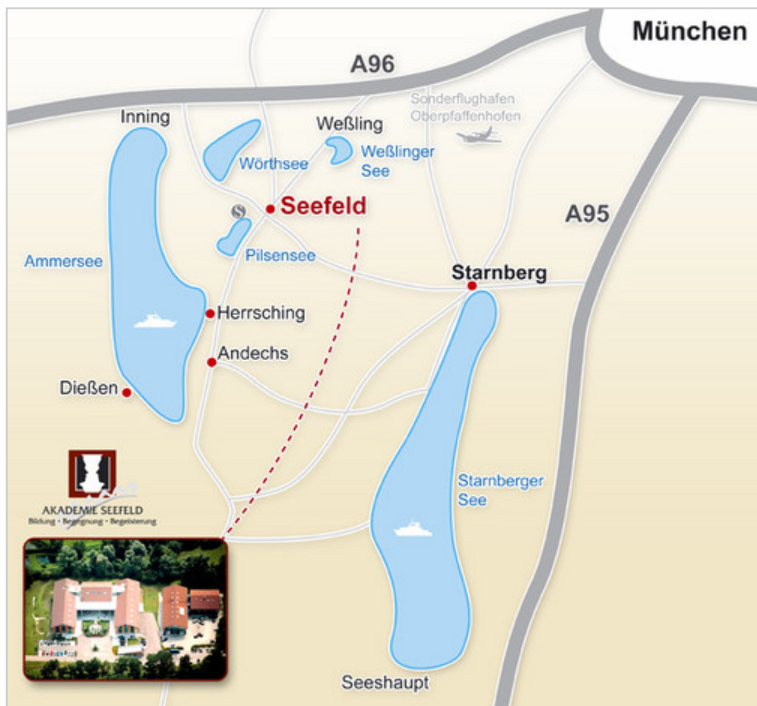 München
A96
Sonderflughafen
Oberpfaffenhofen
Inning
Weßling
Wörthsee
Weßlinger
See
S
Seefeld
A95
Ammersee
Pilsensee
Starnberg
Herrsching
Andechs
Dießen
Starnberger
See
AKADEMIE SEEFELD
Bildung • Begegnung • Begeisterung
Seeshaupt